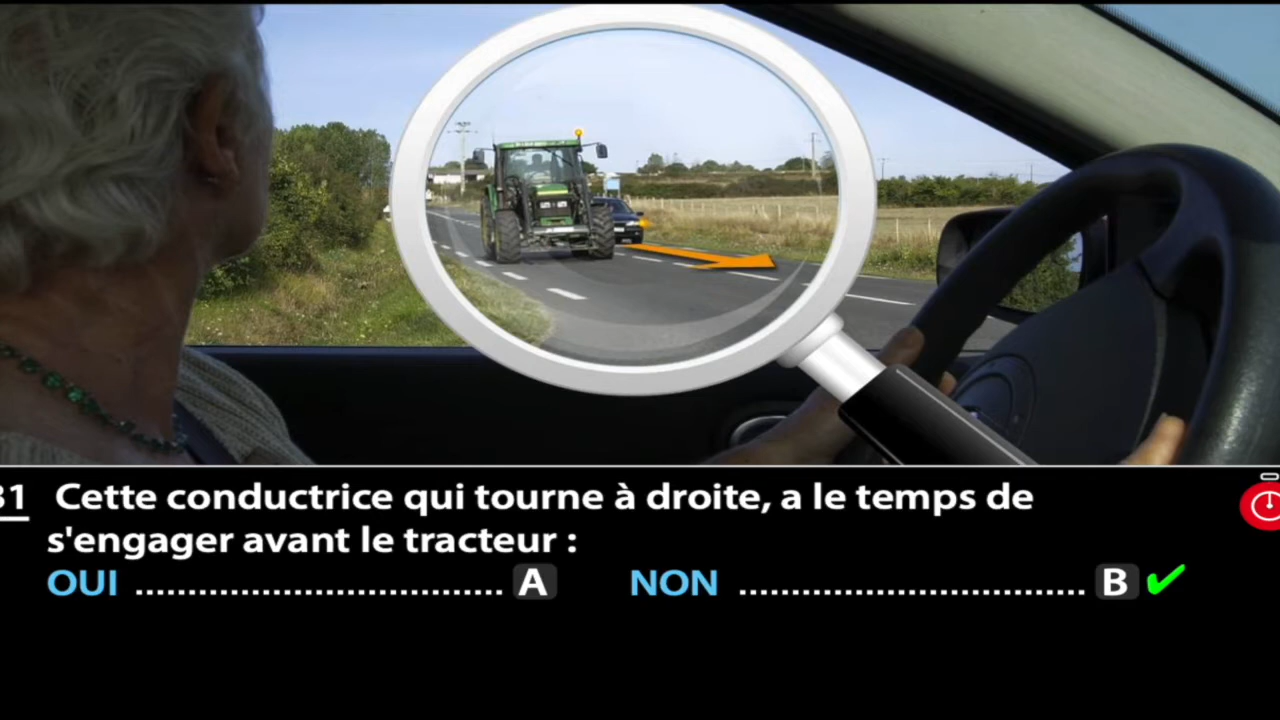 31 Cette conductrice qui tourne à droite, a le temps de
s'engager avant le tracteur :
OUI .................................. A NON ................................ B